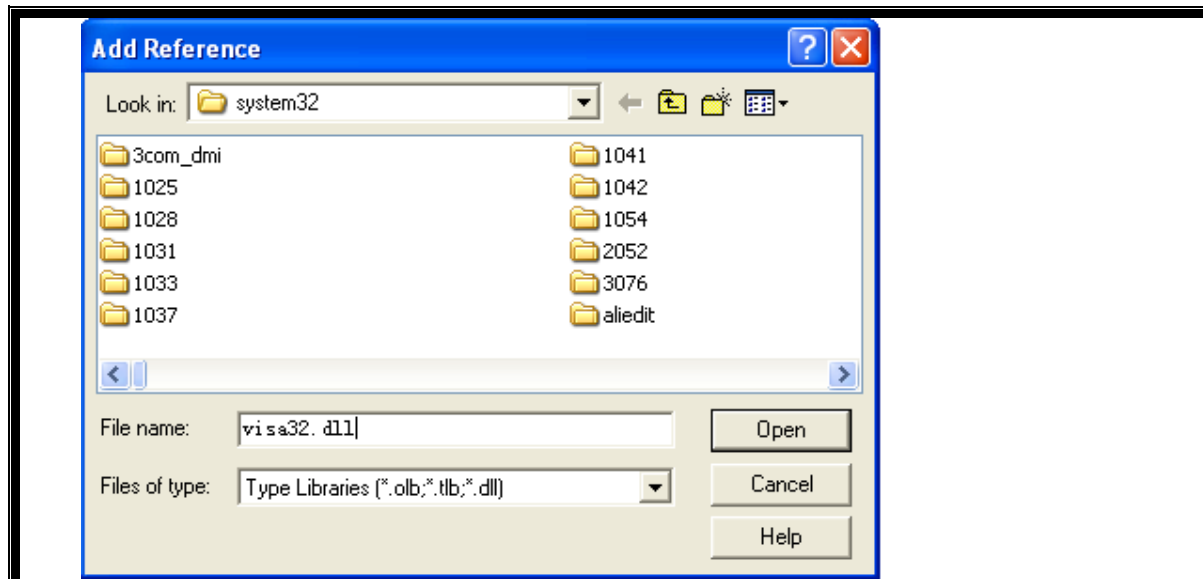 Add Reference
Look in: system32
3com_dmi 1041
1025 1042
1028 1054
1031 2052
1033 3076
1037 aliedit
File name: visa32.dll Open
Files of type: Type Libraries (*.olb;*.tlb;*.dll) Cancel
Help